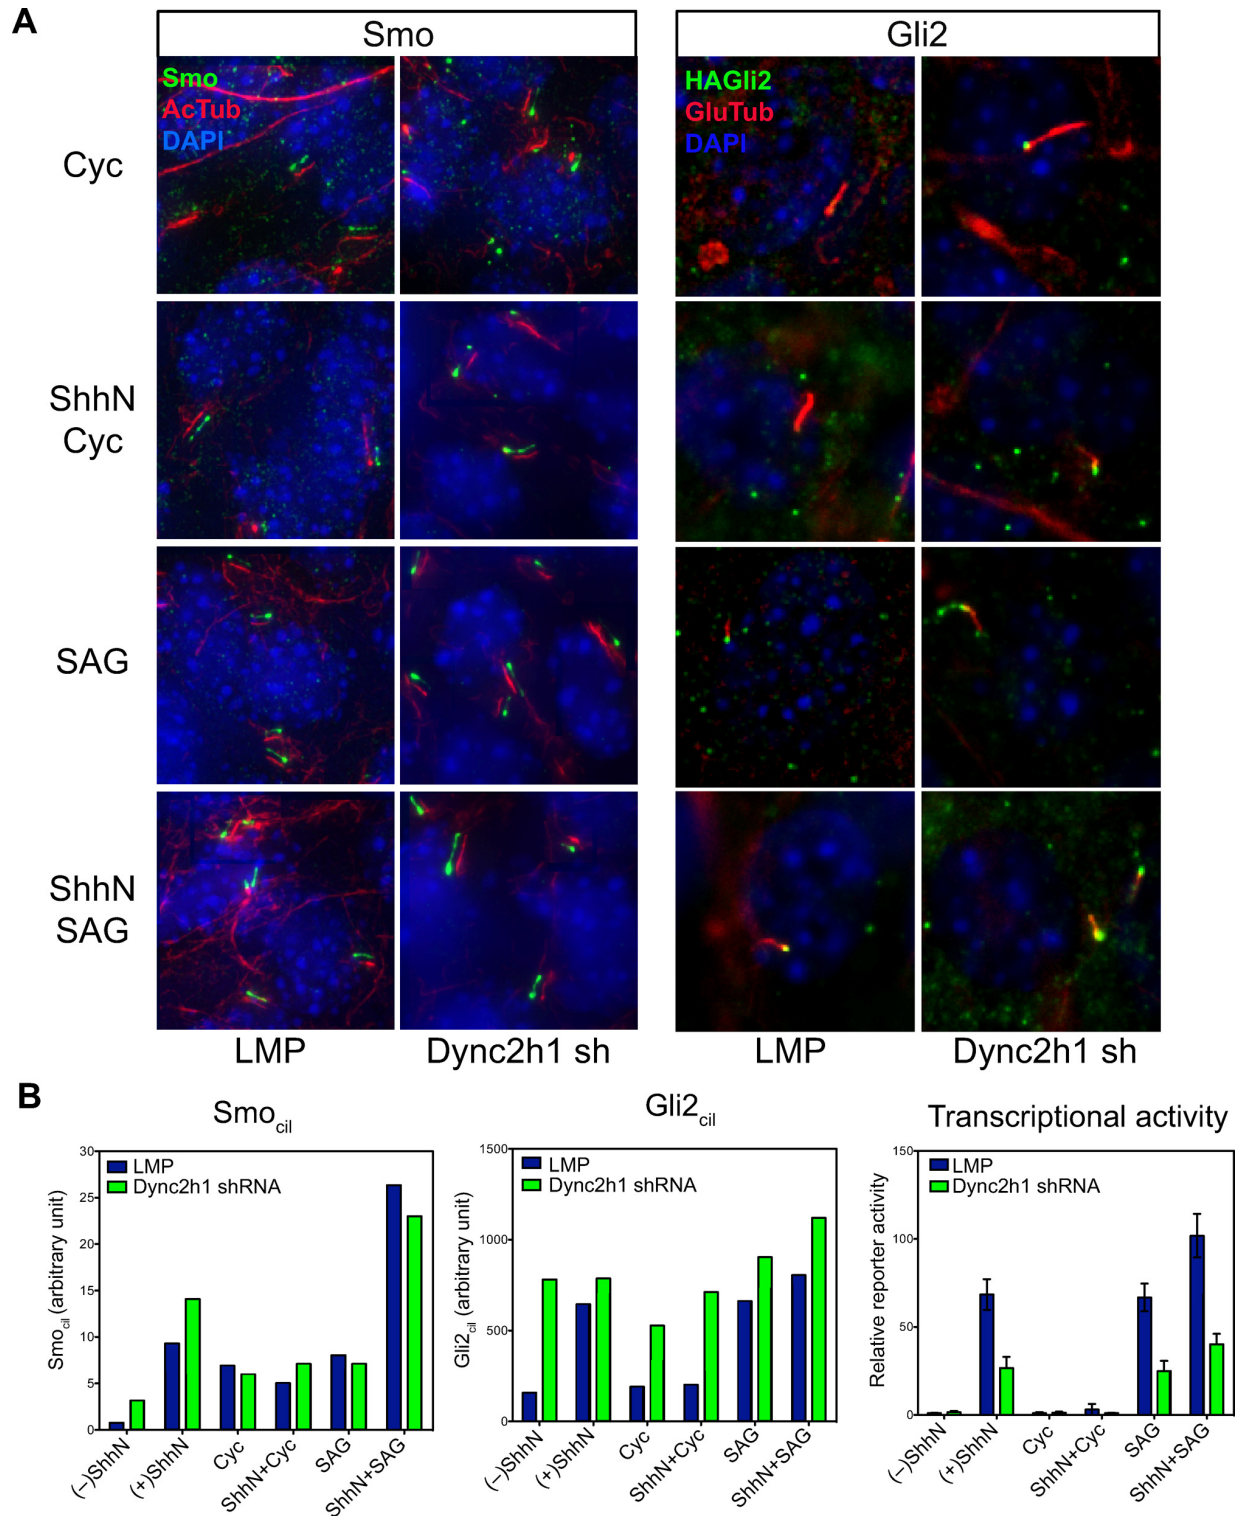 A
Smo
Gli2
Smo
AcTub
DAPI
HAGli2
GluTub
DAPI
Cyc
ShhN
Cyc
SAG
ShhN
SAG
LMP
Dync2h1 sh
LMP
Dync2h1 sh
B
Smocil
Smocil (arbitrary unit)
30
25
20
15
10
5
0
LMP
Dync2h1 shRNA
(−)ShhN
(+)ShhN
Cyc
ShhN+Cyc
SAG
ShhN+SAG
Gli2cil
Gli2cil (arbitrary unit)
1500
1000
500
0
LMP
Dync2h1 shRNA
(−)ShhN
(+)ShhN
Cyc
ShhN+Cyc
SAG
ShhN+SAG
Transcriptional activity
Relative reporter activity
150
100
50
0
LMP
Dync2h1 shRNA
(−)ShhN
(+)ShhN
Cyc
ShhN+Cyc
SAG
ShhN+SAG